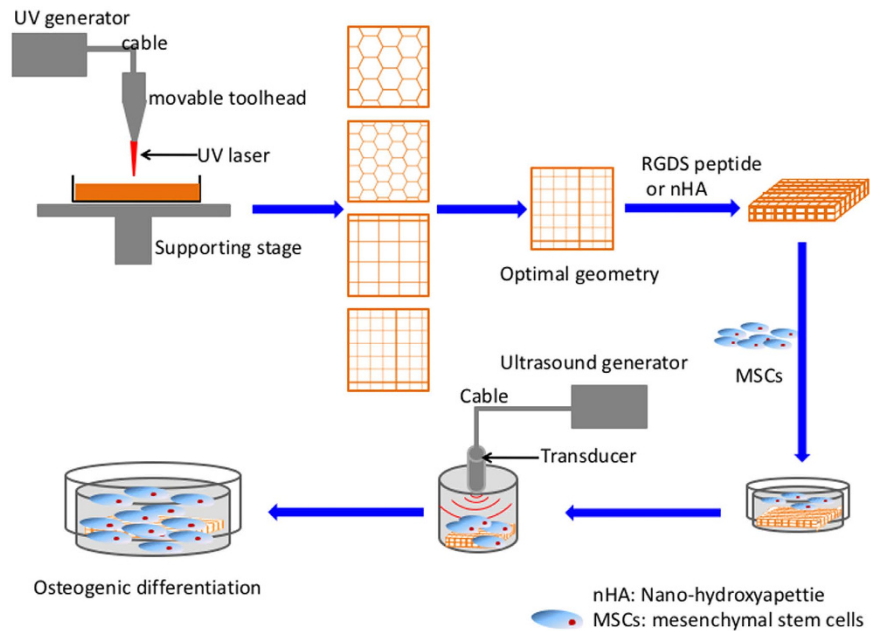 UV generator
cable
movable toolhead
UV laser
Supporting stage
Optimal geometry
RGDS peptide
or nHA
MSCs
Ultrasound generator
Cable
Transducer
Osteogenic differentiation
nHA: Nano-hydroxyapettie
MSCs: mesenchymal stem cells